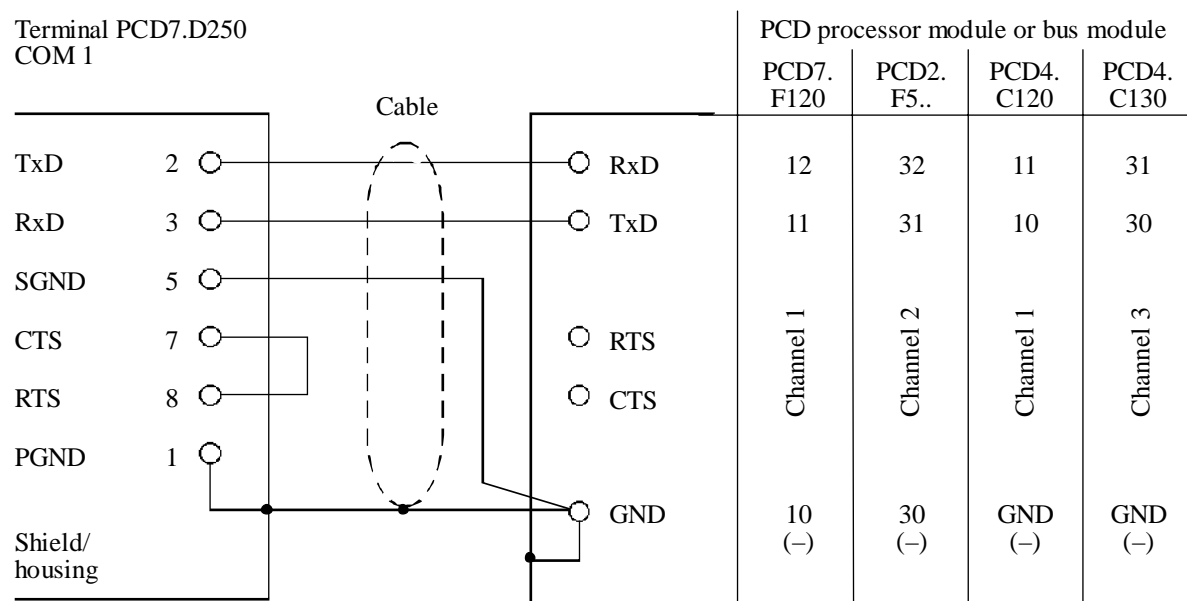 Terminal PCD7.D250
COM 1
PCD processor module or bus module
PCD7. PCD2. PCD4. PCD4.
F120 F5.. C120 C130
Cable
TxD 2 RxD 12 32 11 31
RxD 3 TxD 11 31 10 30
SGND 5
CTS 7 RTS
RTS 8 CTS
Channel 1
Channel 2
Channel 1
Channel 3
PGND 1
GND 10 30 GND GND
(–) (–) (–) (–)
Shield/
housing